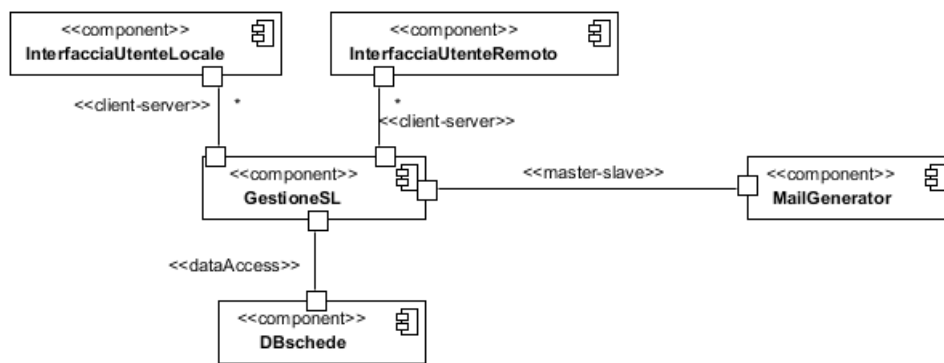 <<component>>
InterfacciaUtenteLocale
<<component>>
InterfacciaUtenteRemoto
<<client-server>>
*
*
<<client-server>>
<<component>>
GestioneSL
<<master-slave>>
<<component>>
MailGenerator
<<dataAccess>>
<<component>>
DBschede